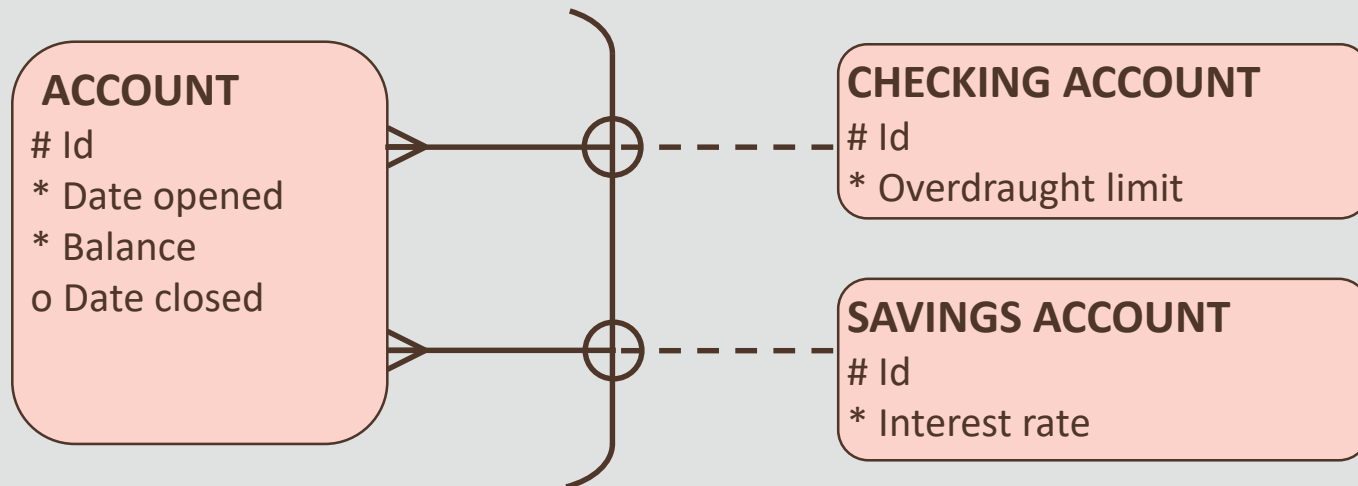 ACCOUNT
# Id
* Date opened
* Balance
o Date closed
CHECKING ACCOUNT
# Id
* Overdraught limit
SAVINGS ACCOUNT
# Id
* Interest rate